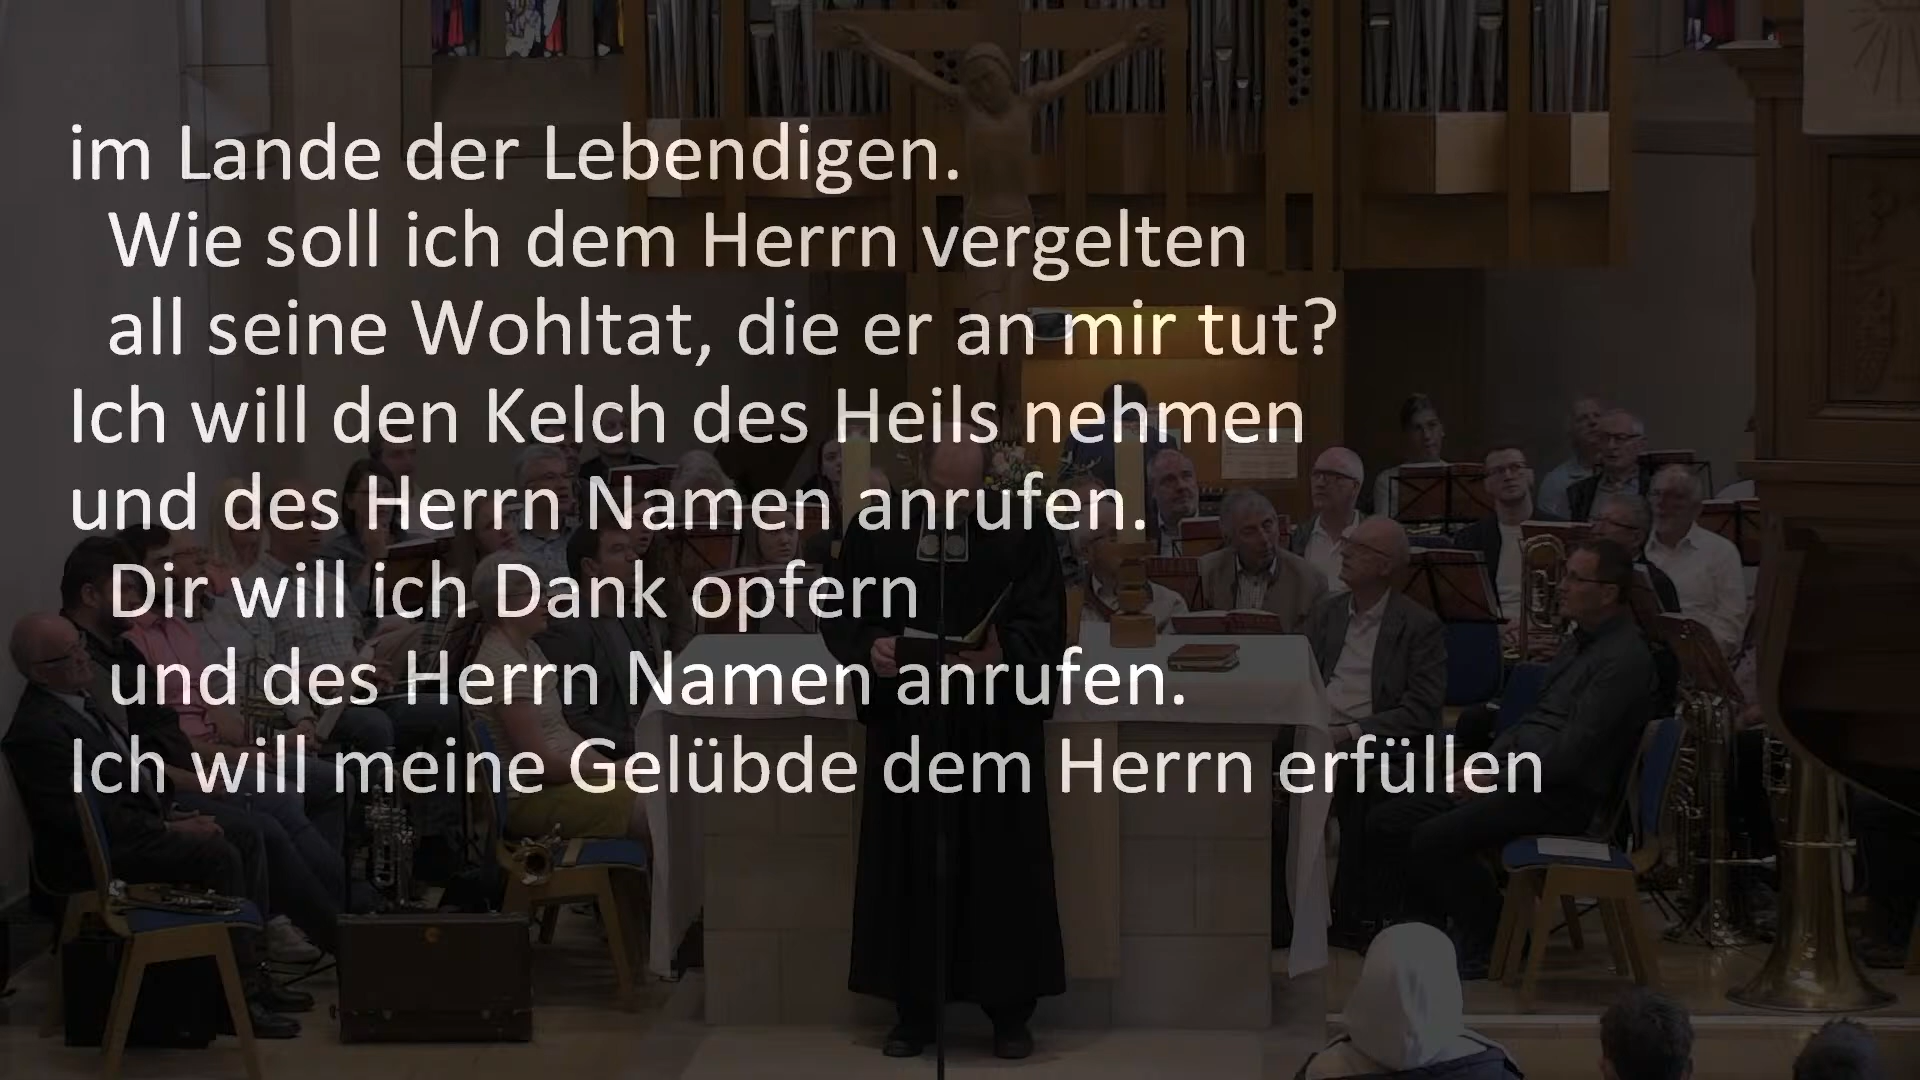 im Lande der Lebendigen.
Wie soll ich dem Herrn vergelten
all seine Wohltat, die er an mir tut?
Ich will den Kelch des Heils nehmen
und des Herrn Namen anrufen.
Dir will ich Dank opfern
und des Herrn Namen anrufen.
Ich will meine Gelübde dem Herrn erfüllen